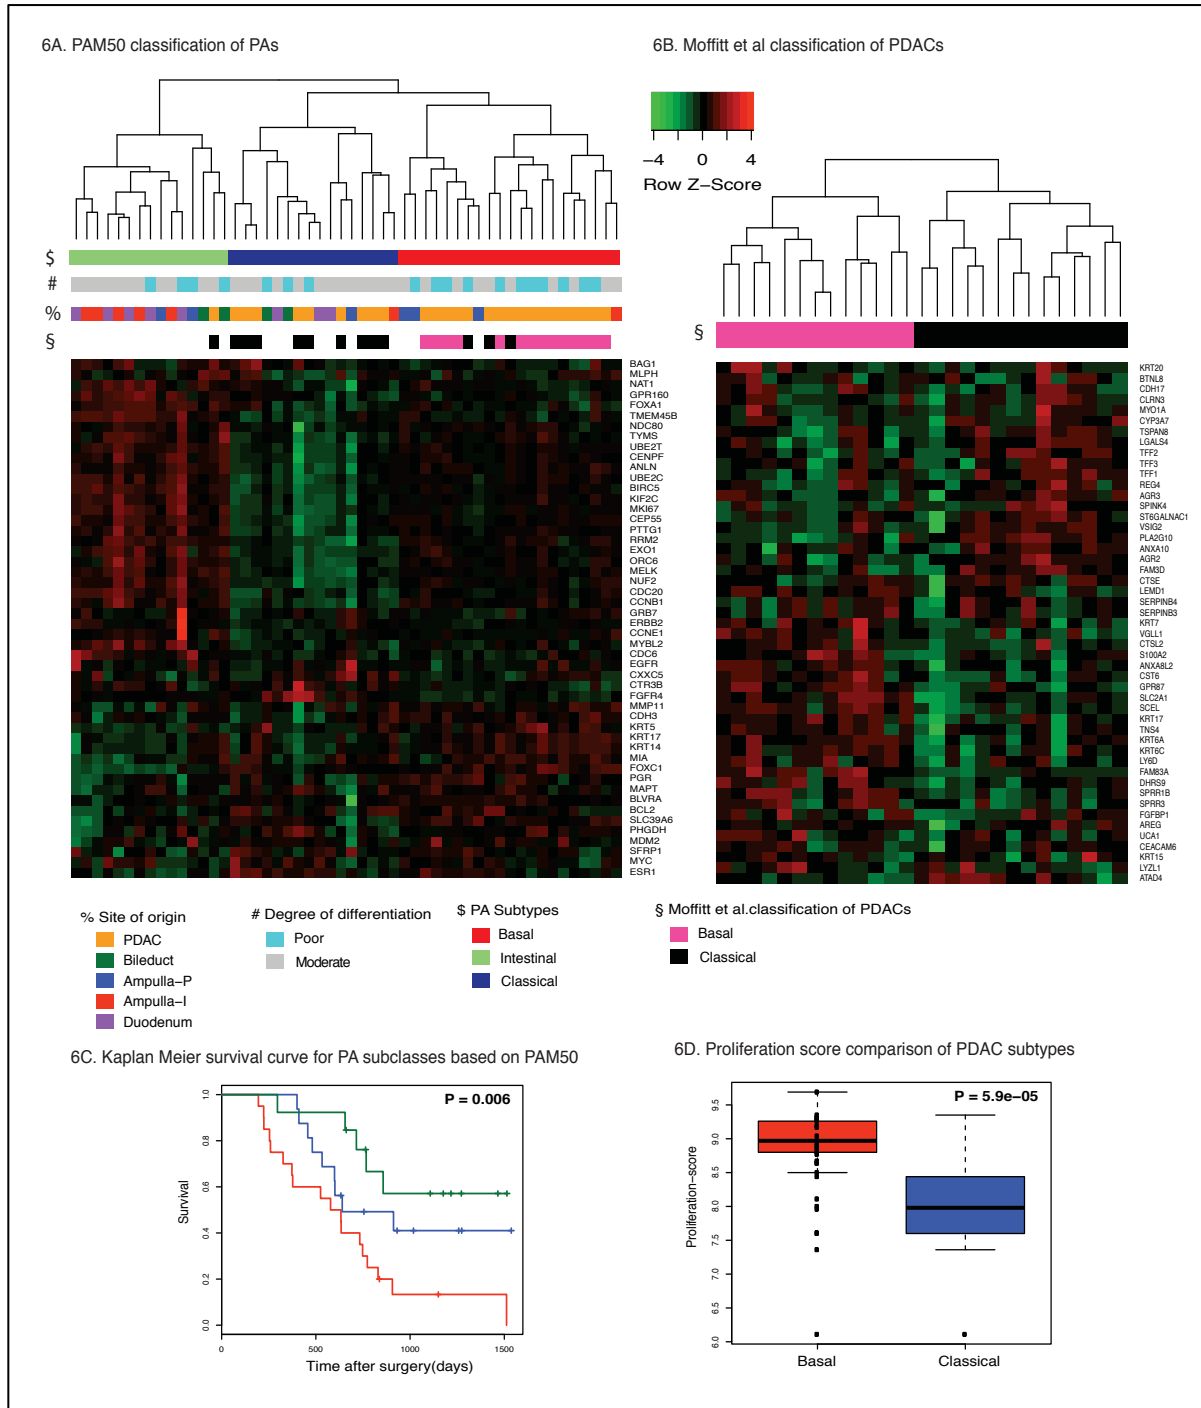 6A. PAM50 classification of PAs
6B. Moffitt et al classification of PDACs
−4 0 4
Row Z−Score
$
#
%
§
§
BAG1
MLPH
NAT1
GPR160
FOXA1
TMEM45B
NDC80
TYMS
UBE2T
CENPF
ANLN
UBE2C
BIRC5
KIF2C
MKI67
CEP55
PTTG1
RRM2
EXO1
ORC6
MELK
NUF2
CDC20
CCNB1
GRB7
ERBB2
CCNE1
MYBL2
CDC6
EGFR
CXXC5
CTR3B
FGFR4
MMP11
CDH3
KRT5
KRT17
KRT14
MIA
FOXC1
PGR
MAPT
BLVRA
BCL2
SLC39A6
PHGDH
MDM2
SFRP1
MYC
ESR1
KRT20
BTNL8
CDH17
CLRN3
MYO1A
CYP3A7
TSPAN8
LGALS4
TFF2
TFF3
TFF1
REG4
AGR3
SPINK4
ST6GALNAC1
VSIG2
PLA2G10
ANXA10
AGR2
FAM3D
CTSE
LEMD1
SERPINB4
SERPINB3
KRT7
VGLL1
CTSL2
S100A2
ANXA8L2
CST6
GPR87
SLC2A1
SCEL
KRT17
TNS4
KRT6A
KRT6C
LY6D
FAM83A
DHRS9
SPRR1B
SPRR3
FGFBP1
AREG
UCA1
CEACAM6
KRT15
LYZL1
ATAD4
% Site of origin
PDAC
Bileduct
Ampulla−P
Ampulla−I
Duodenum
# Degree of differentiation
Poor
Moderate
$ PA Subtypes
Basal
Intestinal
Classical
§ Moffitt et al.classification of PDACs
Basal
Classical
6C. Kaplan Meier survival curve for PA subclasses based on PAM50
P = 0.006
Survival
1.0
0.8
0.6
0.4
0.2
0.0
0 500 1000 1500
Time after surgery(days)
6D. Proliferation score comparison of PDAC subtypes
P = 5.9e−05
Proliferation−score
9.5
9.0
8.5
8.0
7.5
7.0
6.5
6.0
Basal Classical